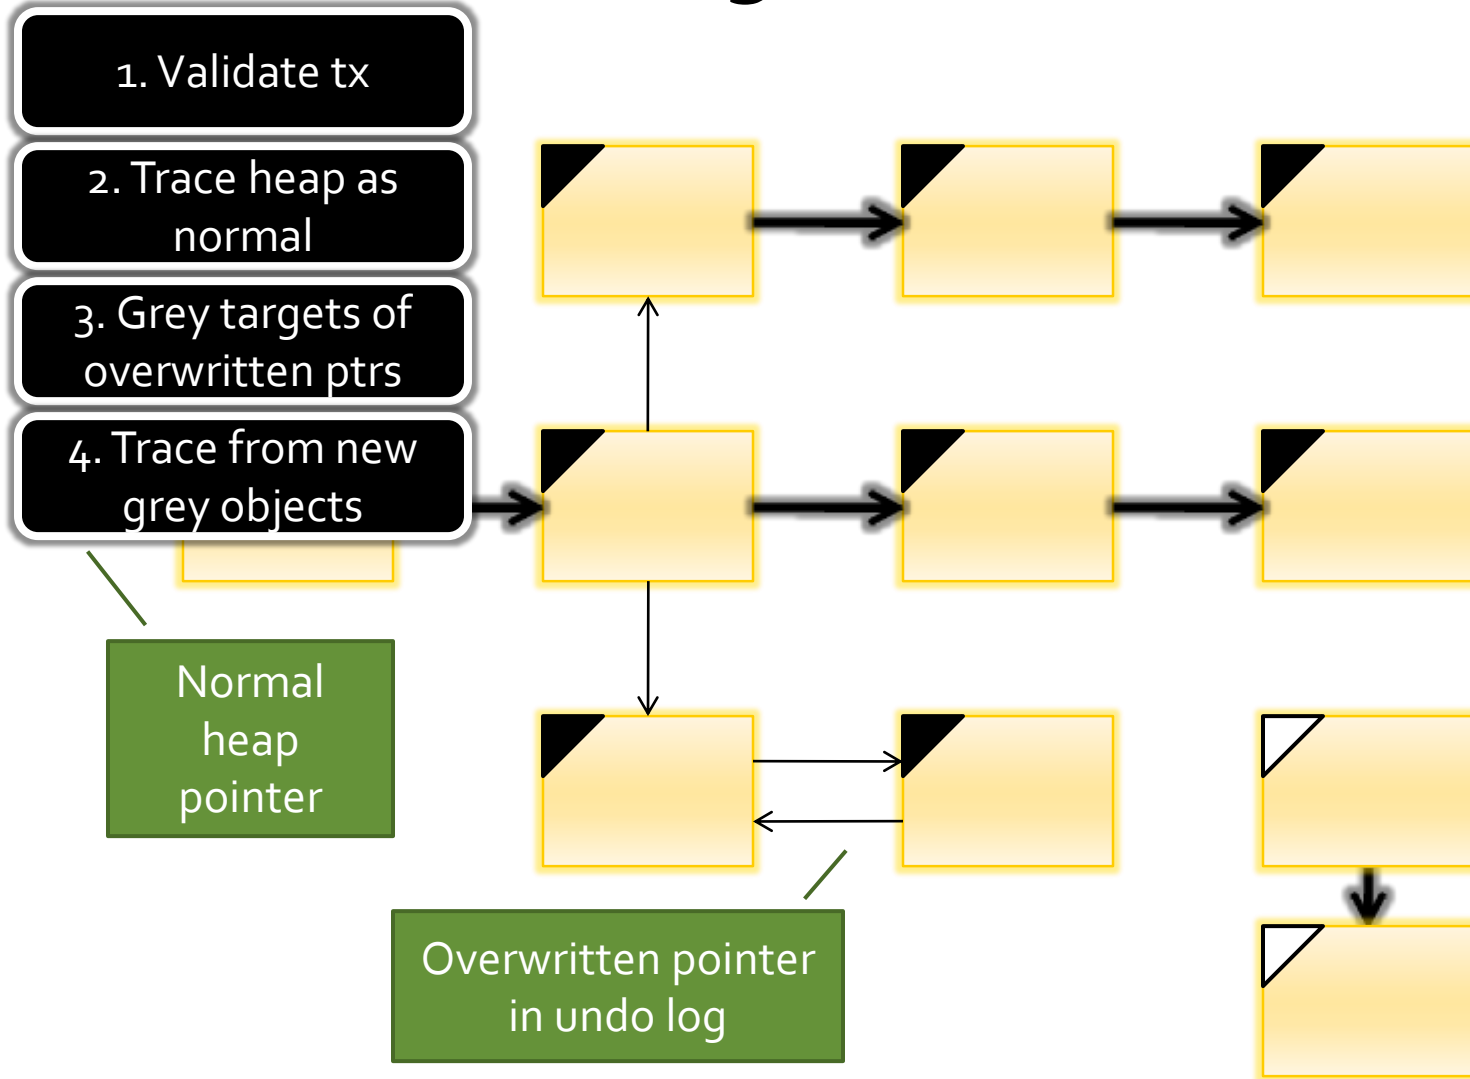 1. Validate tx
2. Trace heap as
normal
3. Grey targets of
overwritten ptrs
4. Trace from new
grey objects
Normal
heap
pointer
Overwritten pointer
in undo log